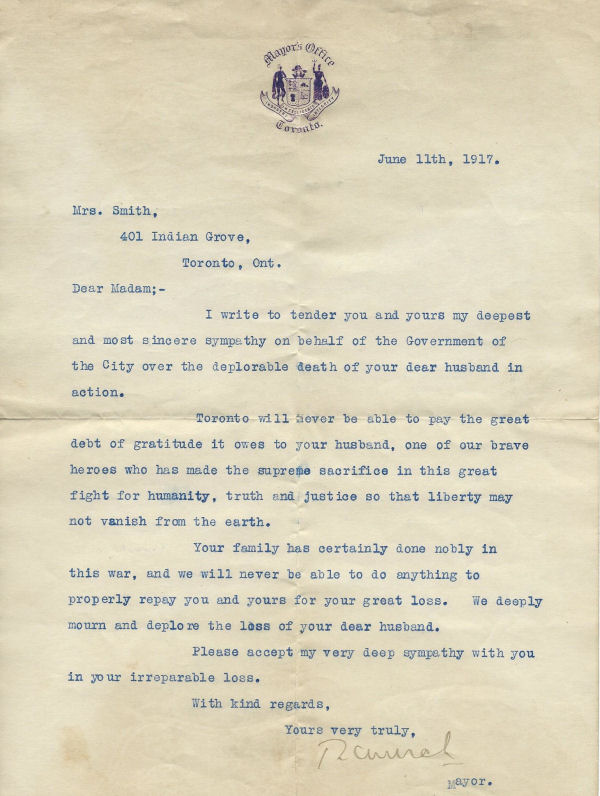 Mayor's Office
Toronto.
June 11th, 1917.
Mrs. Smith,
401 Indian Grove,
Toronto, Ont.
Dear Madam;-
I write to tender you and yours my deepest
and most sincere sympathy on behalf of the Government of
the City over the deplorable death of your dear husband in
action.
Toronto will never be able to pay the great
debt of gratitude it owes to your husband, one of our brave
heroes who has made the supreme sacrifice in this great
fight for humanity, truth and justice so that liberty may
not vanish from the earth.
Your family has certainly done nobly in
this war, and we will never be able to do anything to
properly repay you and yours for your great loss. We deeply
mourn and deplore the loss of your dear husband.
Please accept my very deep sympathy with you
in your irreparable loss.
With kind regards,
Yours very truly,
Mayor.